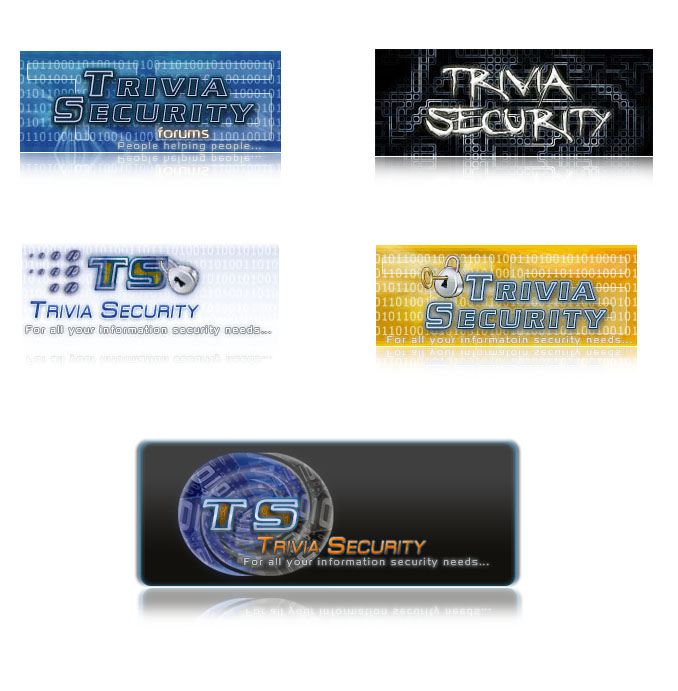 TRIVIA
SECURITY
forums
People helping people...
TRIVIA
SECURITY
TS
TRIVIA SECURITY
For all your information security needs...
TRIVIA
SECURITY
For all your informatoin security needs...
TS
TRIVIA SECURITY
For all your information security needs...